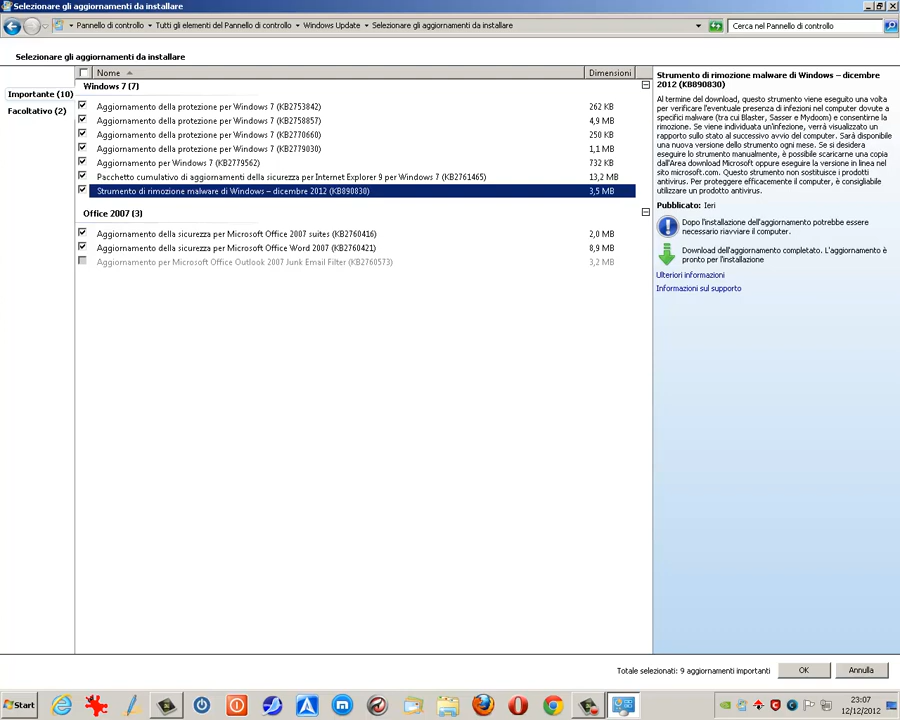 Selezionare gli aggiornamenti da installare
Pannello di controllo Tutti gli elementi del Pannello di controllo Windows Update Selezionare gli aggiornamenti da installare
Cerca nel Pannello di controllo
Selezionare gli aggiornamenti da installare
Importante (10)
Facoltativo (2)
Nome Dimensioni
Windows 7 (7)
Aggiornamento della protezione per Windows 7 (KB2753842) 262 KB
Aggiornamento della protezione per Windows 7 (KB2758857) 4,9 MB
Aggiornamento della protezione per Windows 7 (KB2770660) 250 KB
Aggiornamento della protezione per Windows 7 (KB2779030) 1,1 MB
Aggiornamento per Windows 7 (KB2779562) 732 KB
Pacchetto cumulativo di aggiornamenti della sicurezza per Internet Explorer 9 per Windows 7 (KB2761465) 13,2 MB
Strumento di rimozione malware di Windows – dicembre 2012 (KB890830) 3,5 MB
Office 2007 (3)
Aggiornamento della sicurezza per Microsoft Office 2007 suites (KB2760416) 2,0 MB
Aggiornamento della sicurezza per Microsoft Office Word 2007 (KB2760421) 8,9 MB
Aggiornamento per Microsoft Office Outlook 2007 Junk Email Filter (KB2760573) 3,2 MB
Strumento di rimozione malware di Windows – dicembre
2012 (KB890830)
Al termine del download, questo strumento viene eseguito una volta
per verificare l'eventuale presenza di infezioni nel computer dovute a
specifici malware (tra cui Blaster, Sasser e Mydoom) e consentirne la
rimozione. Se viene individuata un'infezione, verrà visualizzato un
rapporto sullo stato al successivo avvio del computer. Sarà disponibile
una nuova versione dello strumento ogni mese. Se si desidera
eseguire lo strumento manualmente, è possibile scaricarne una copia
dall'Area download Microsoft oppure eseguire la versione in linea nel
sito microsoft.com. Questo strumento non sostituisce i prodotti
antivirus. Per proteggere efficacemente il computer, è consigliabile
utilizzare un prodotto antivirus.
Pubblicato: Ieri
Dopo l'installazione dell'aggiornamento potrebbe essere
necessario riavviare il computer.
Download dell'aggiornamento completato. L'aggiornamento è
pronto per l'installazione
Ulteriori informazioni
Informazioni sul supporto
Totale selezionati: 9 aggiornamenti importanti
OK
Annulla
Start
23:07
12/12/2012